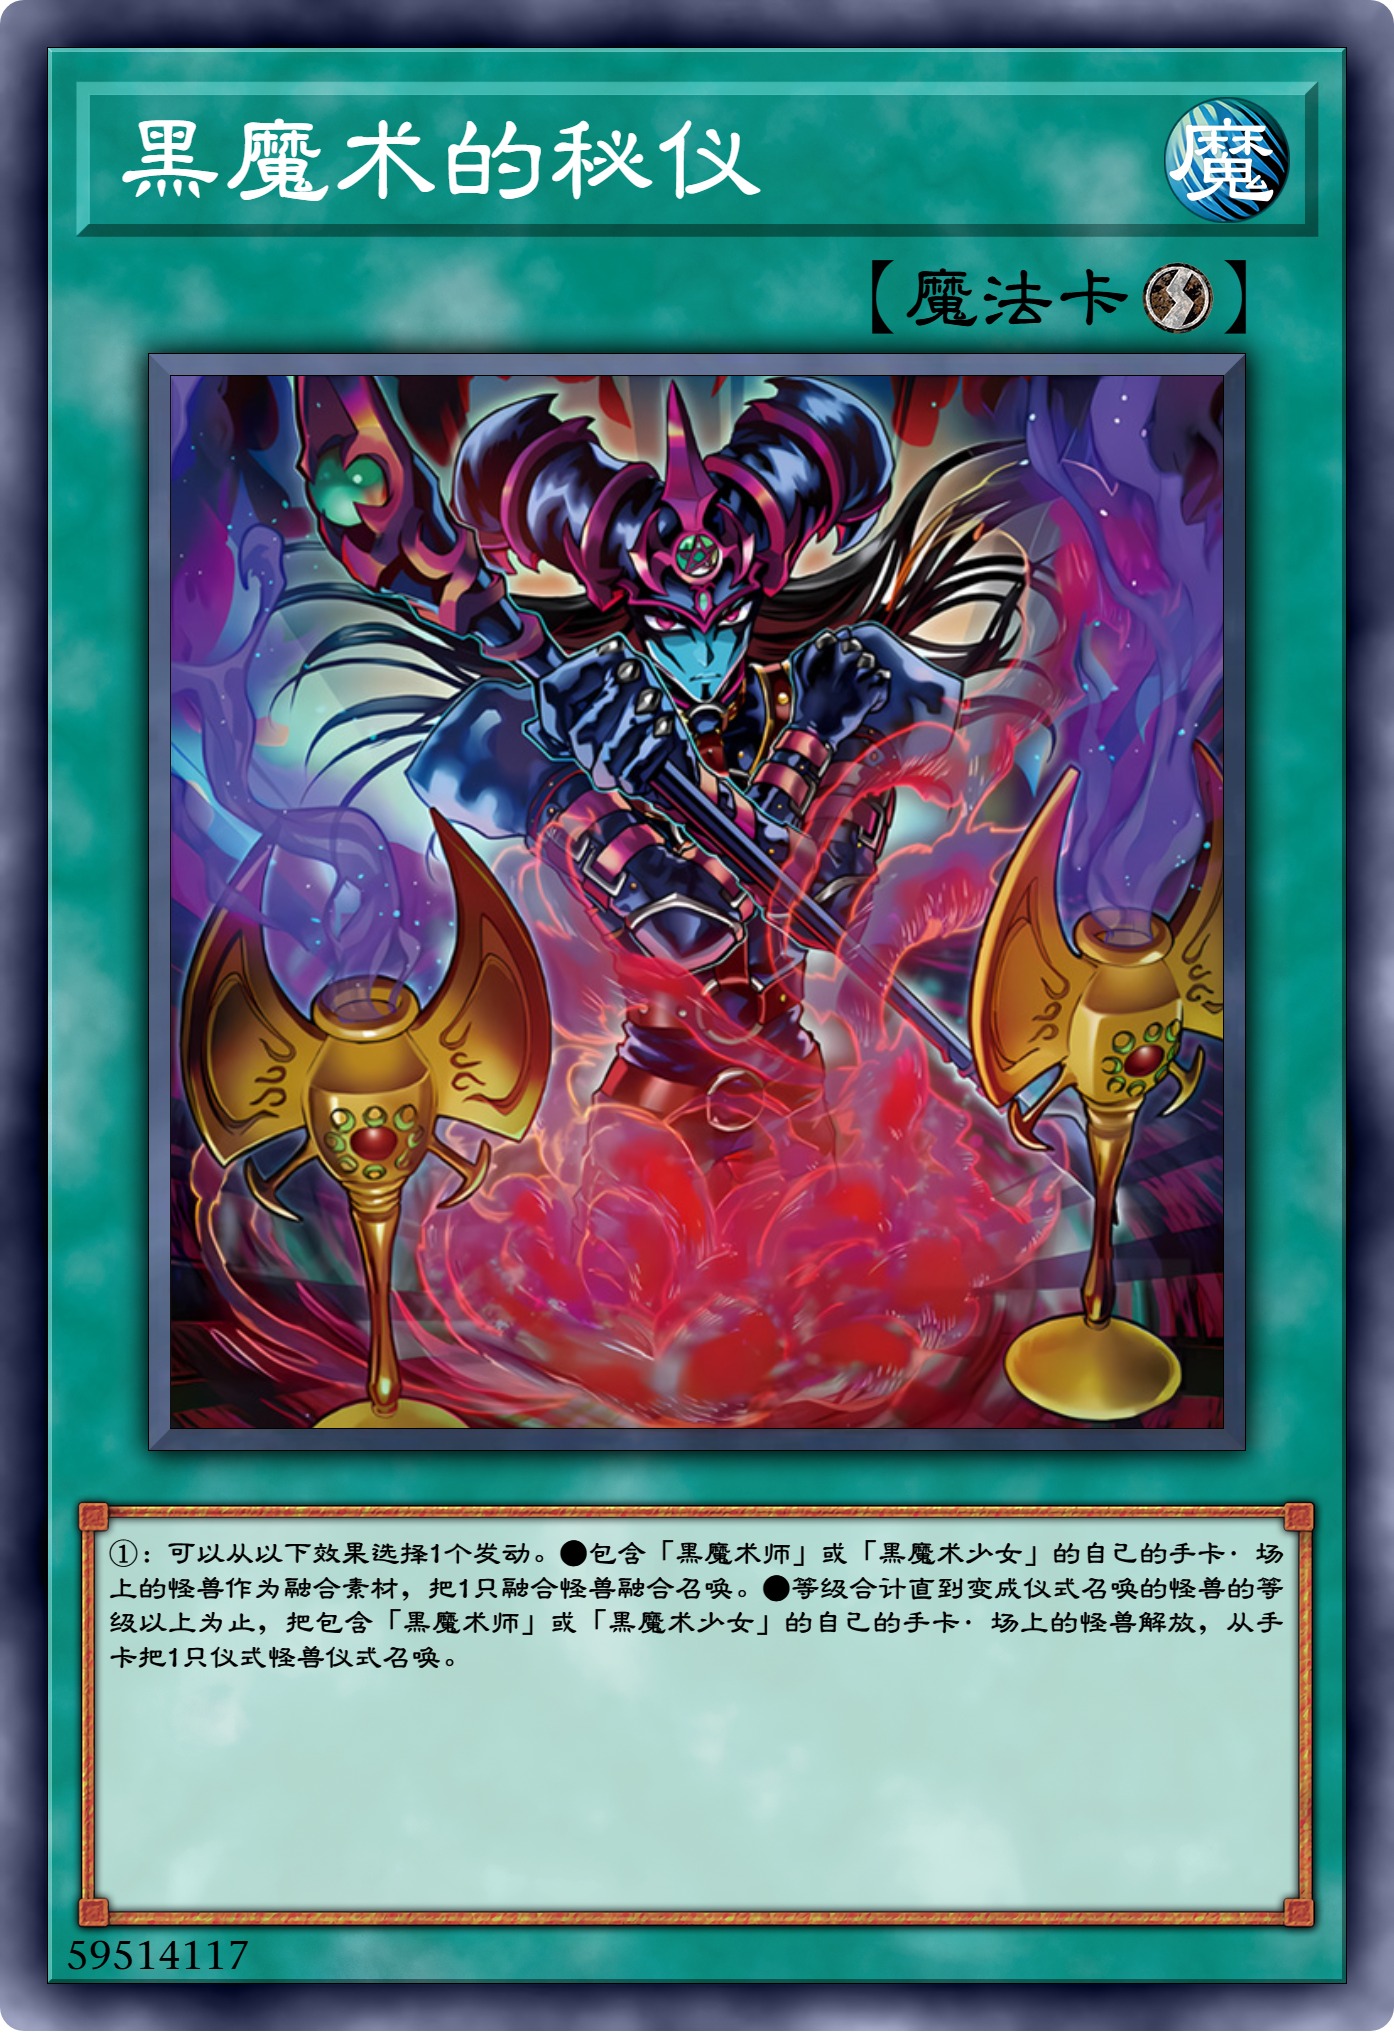 黑魔术的秘仪
魔
【魔法卡】
①：可以从以下效果选择1个发动。●包含「黑魔术师」或「黑魔术少女」的自己的手卡·场
上的怪兽作为融合素材，把1只融合怪兽融合召唤。●等级合计直到变成仪式召唤的怪兽的等
级以上为止，把包含「黑魔术师」或「黑魔术少女」的自己的手卡·场上的怪兽解放，从手
卡把1只仪式怪兽仪式召唤。
59514117